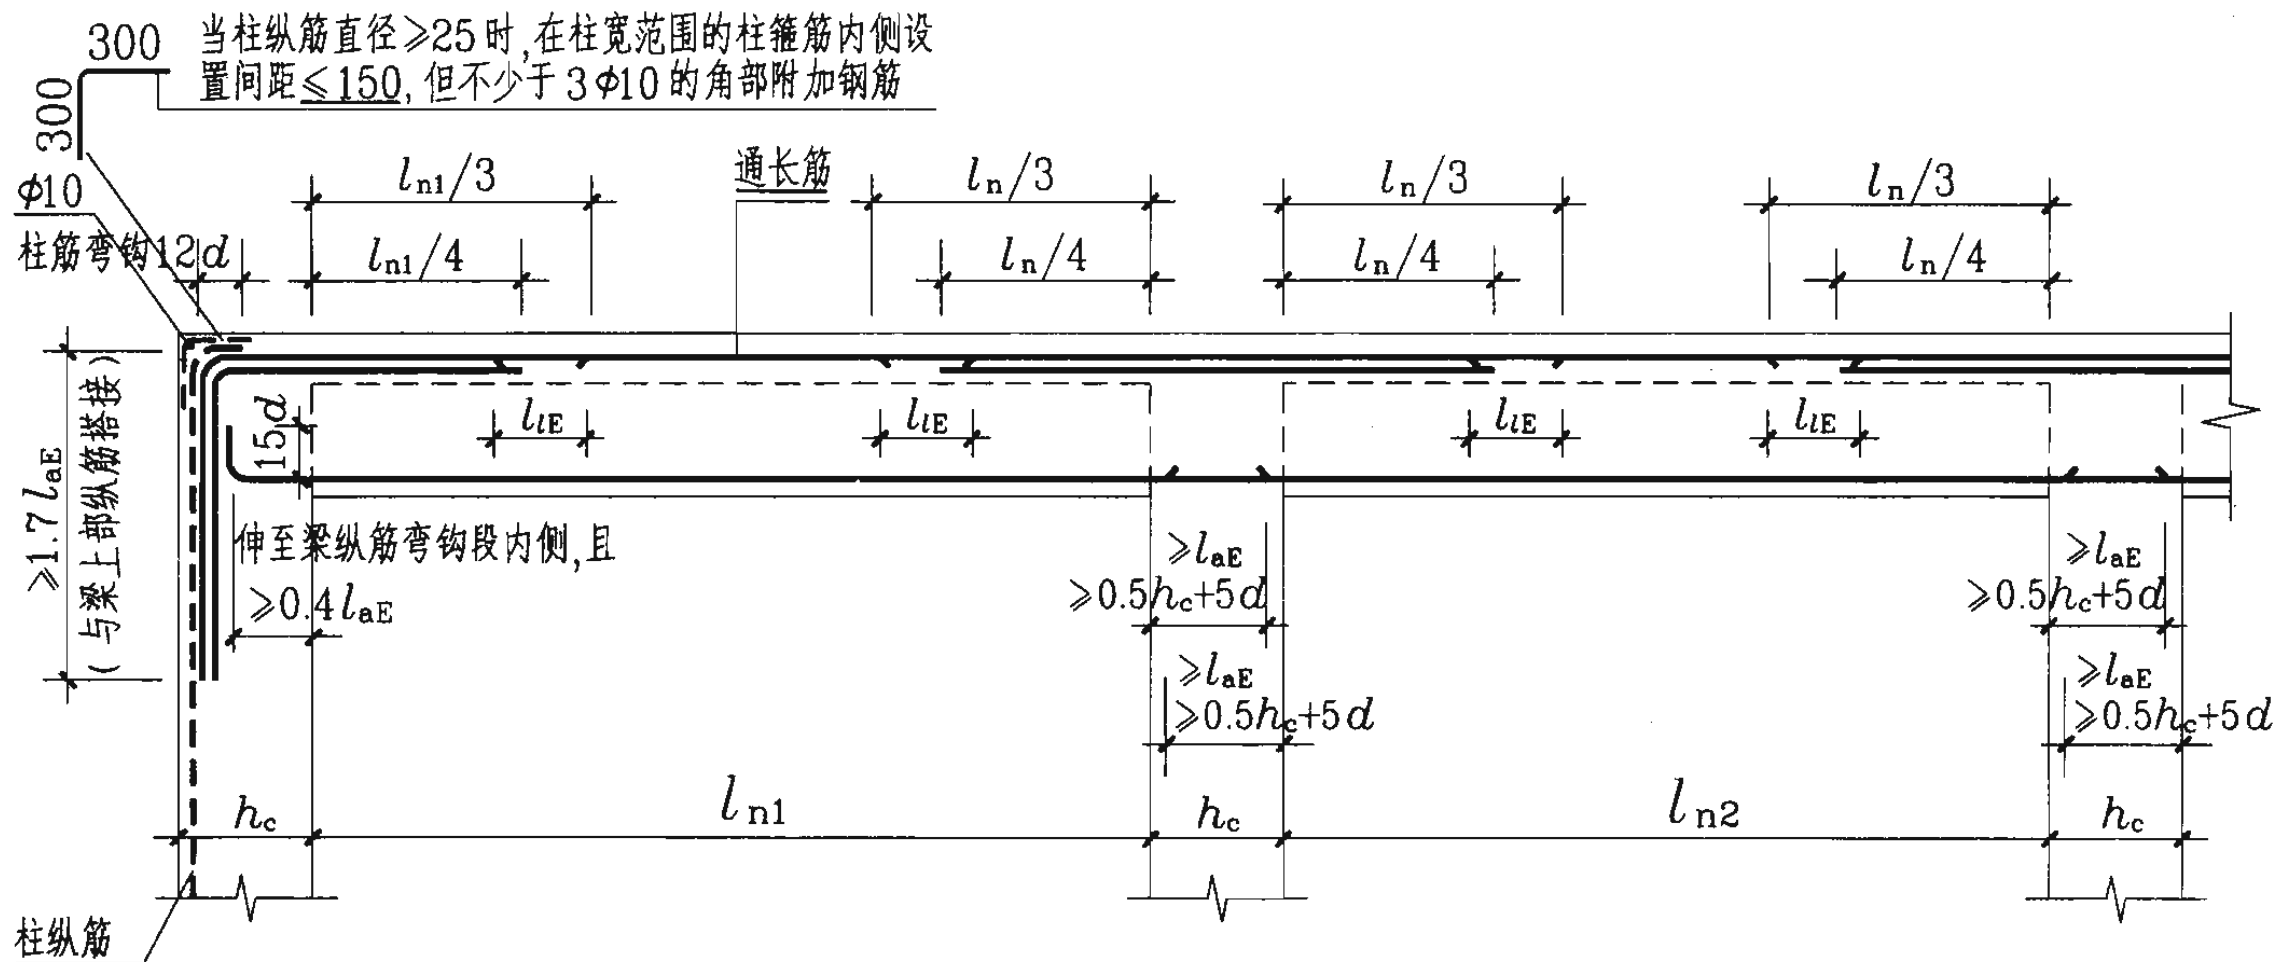 300
当柱纵筋直径≥25时,在柱宽范围的柱箍筋内侧设
置间距≤150,但不少于3ϕ10的角部附加钢筋
300
ϕ10
柱筋弯钩12d
通长筋
ln1/3
ln/3
ln/3
ln/3
ln1/4
ln/4
ln/4
ln/4
≥1.7laE
(与梁上部纵筋搭接)
15d
llE
llE
llE
llE
伸至梁纵筋弯钩段内侧,且
≥0.4laE
≥laE
≥0.5hc+5d
≥laE
≥0.5hc+5d
≥laE
≥0.5hc+5d
≥laE
≥0.5hc+5d
hc
ln1
hc
ln2
hc
柱纵筋